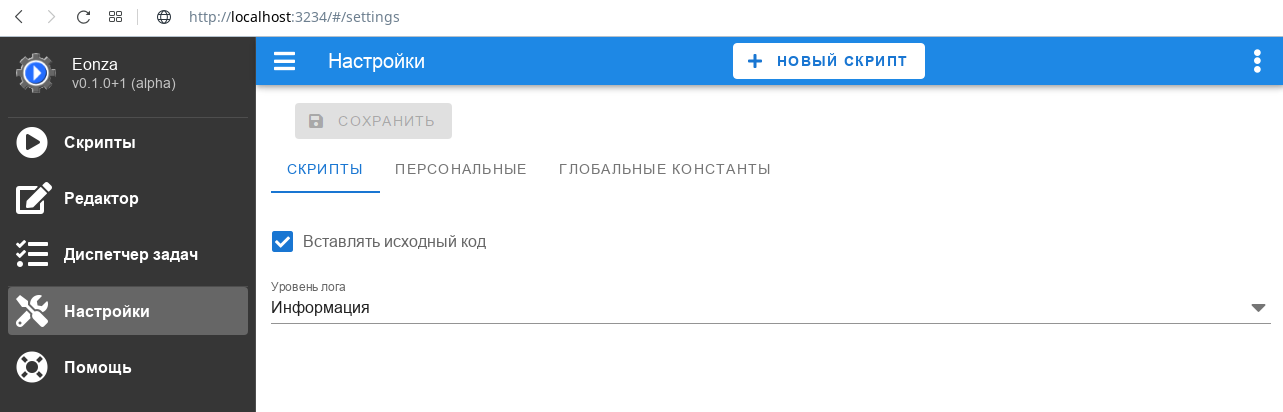 http://localhost:3234/#/settings
Eonza
v0.1.0+1 (alpha)
Настройки
НОВЫЙ СКРИПТ
Скрипты
Редактор
Диспетчер задач
Настройки
Помощь
СОХРАНИТЬ
СКРИПТЫ ПЕРСОНАЛЬНЫЕ ГЛОБАЛЬНЫЕ КОНСТАНТЫ
Вставлять исходный код
Уровень лога
Информация